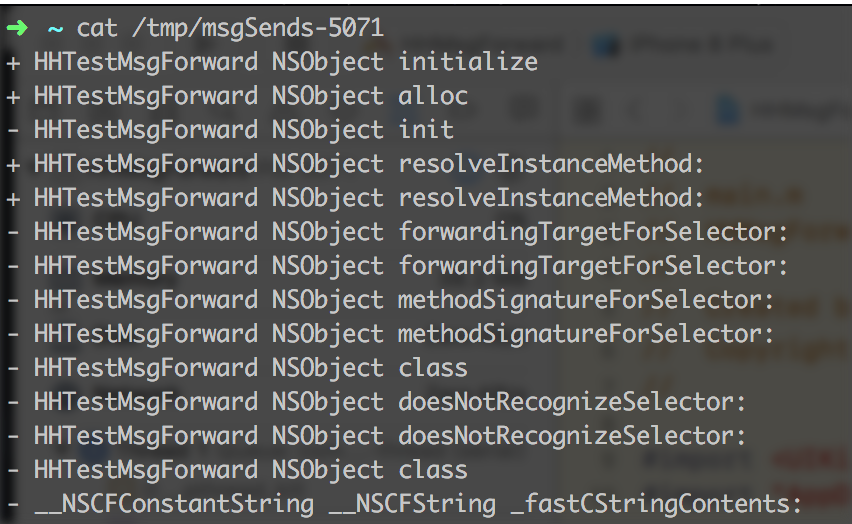 ➜ ~ cat /tmp/msgSends-5071
+ HHTestMsgForward NSObject initialize
+ HHTestMsgForward NSObject alloc
- HHTestMsgForward NSObject init
+ HHTestMsgForward NSObject resolveInstanceMethod:
+ HHTestMsgForward NSObject resolveInstanceMethod:
- HHTestMsgForward NSObject forwardingTargetForSelector:
- HHTestMsgForward NSObject forwardingTargetForSelector:
- HHTestMsgForward NSObject methodSignatureForSelector:
- HHTestMsgForward NSObject methodSignatureForSelector:
- HHTestMsgForward NSObject class
- HHTestMsgForward NSObject doesNotRecognizeSelector:
- HHTestMsgForward NSObject doesNotRecognizeSelector:
- HHTestMsgForward NSObject class
- __NSCFConstantString __NSCFString _fastCStringContents: